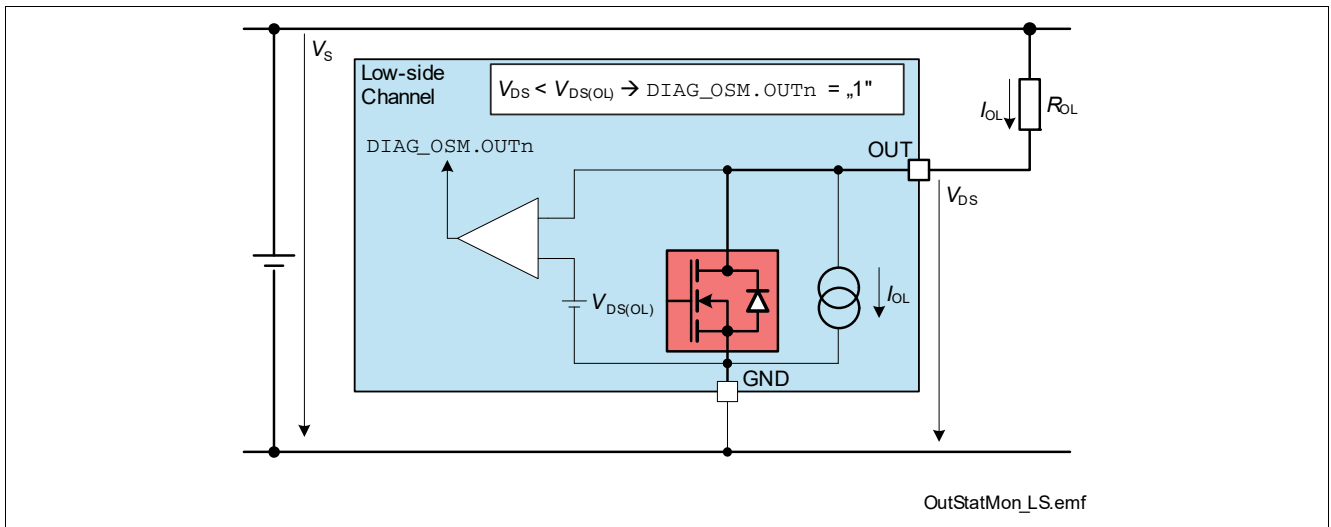 VS
Low-side
Channel
VDS < VDS(OL) → DIAG_OSM.OUTn = „1"
IOL
ROL
DIAG_OSM.OUTn
OUT
VDS
VDS(OL)
IOL
GND
OutStatMon_LS.emf